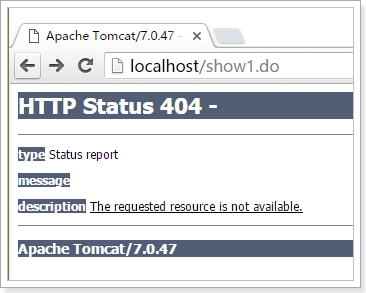 Apache Tomcat/7.0.47 -
localhost/show1.do
HTTP Status 404 -
type Status report
message
description The requested resource is not available.
Apache Tomcat/7.0.47